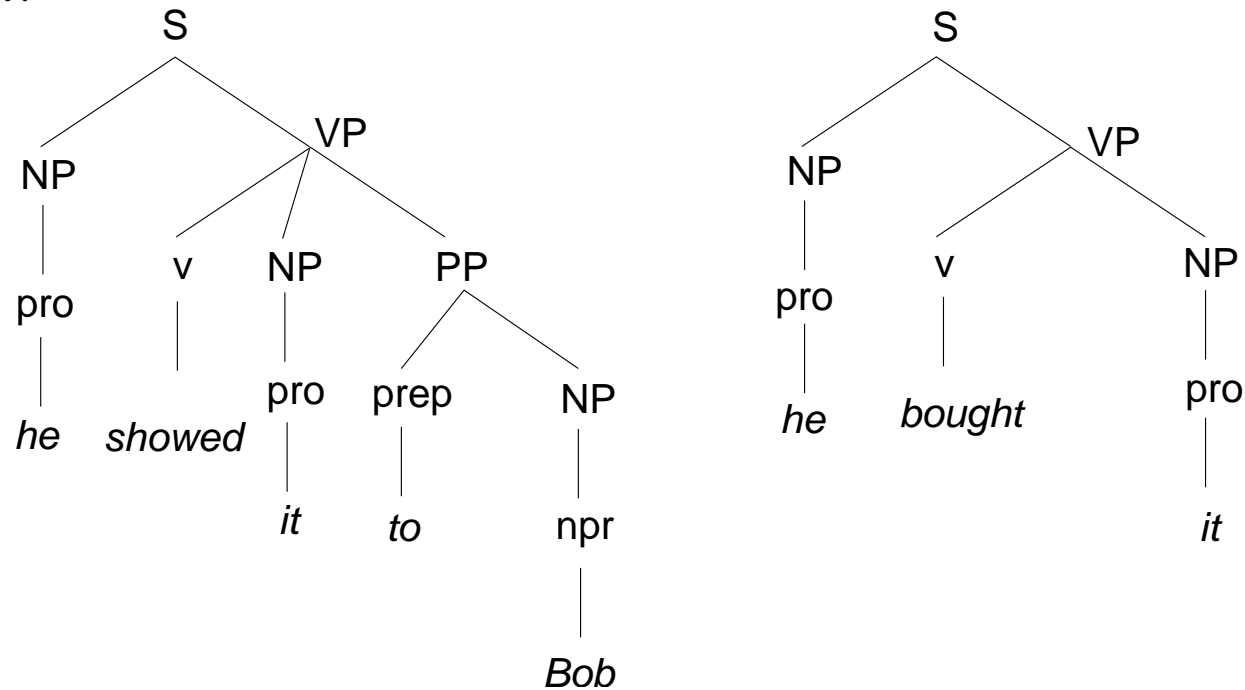 S S
VP VP
NP NP
v NP PP v NP
pro pro
pro prep NP pro
he showed he bought
it to npr it
Bob